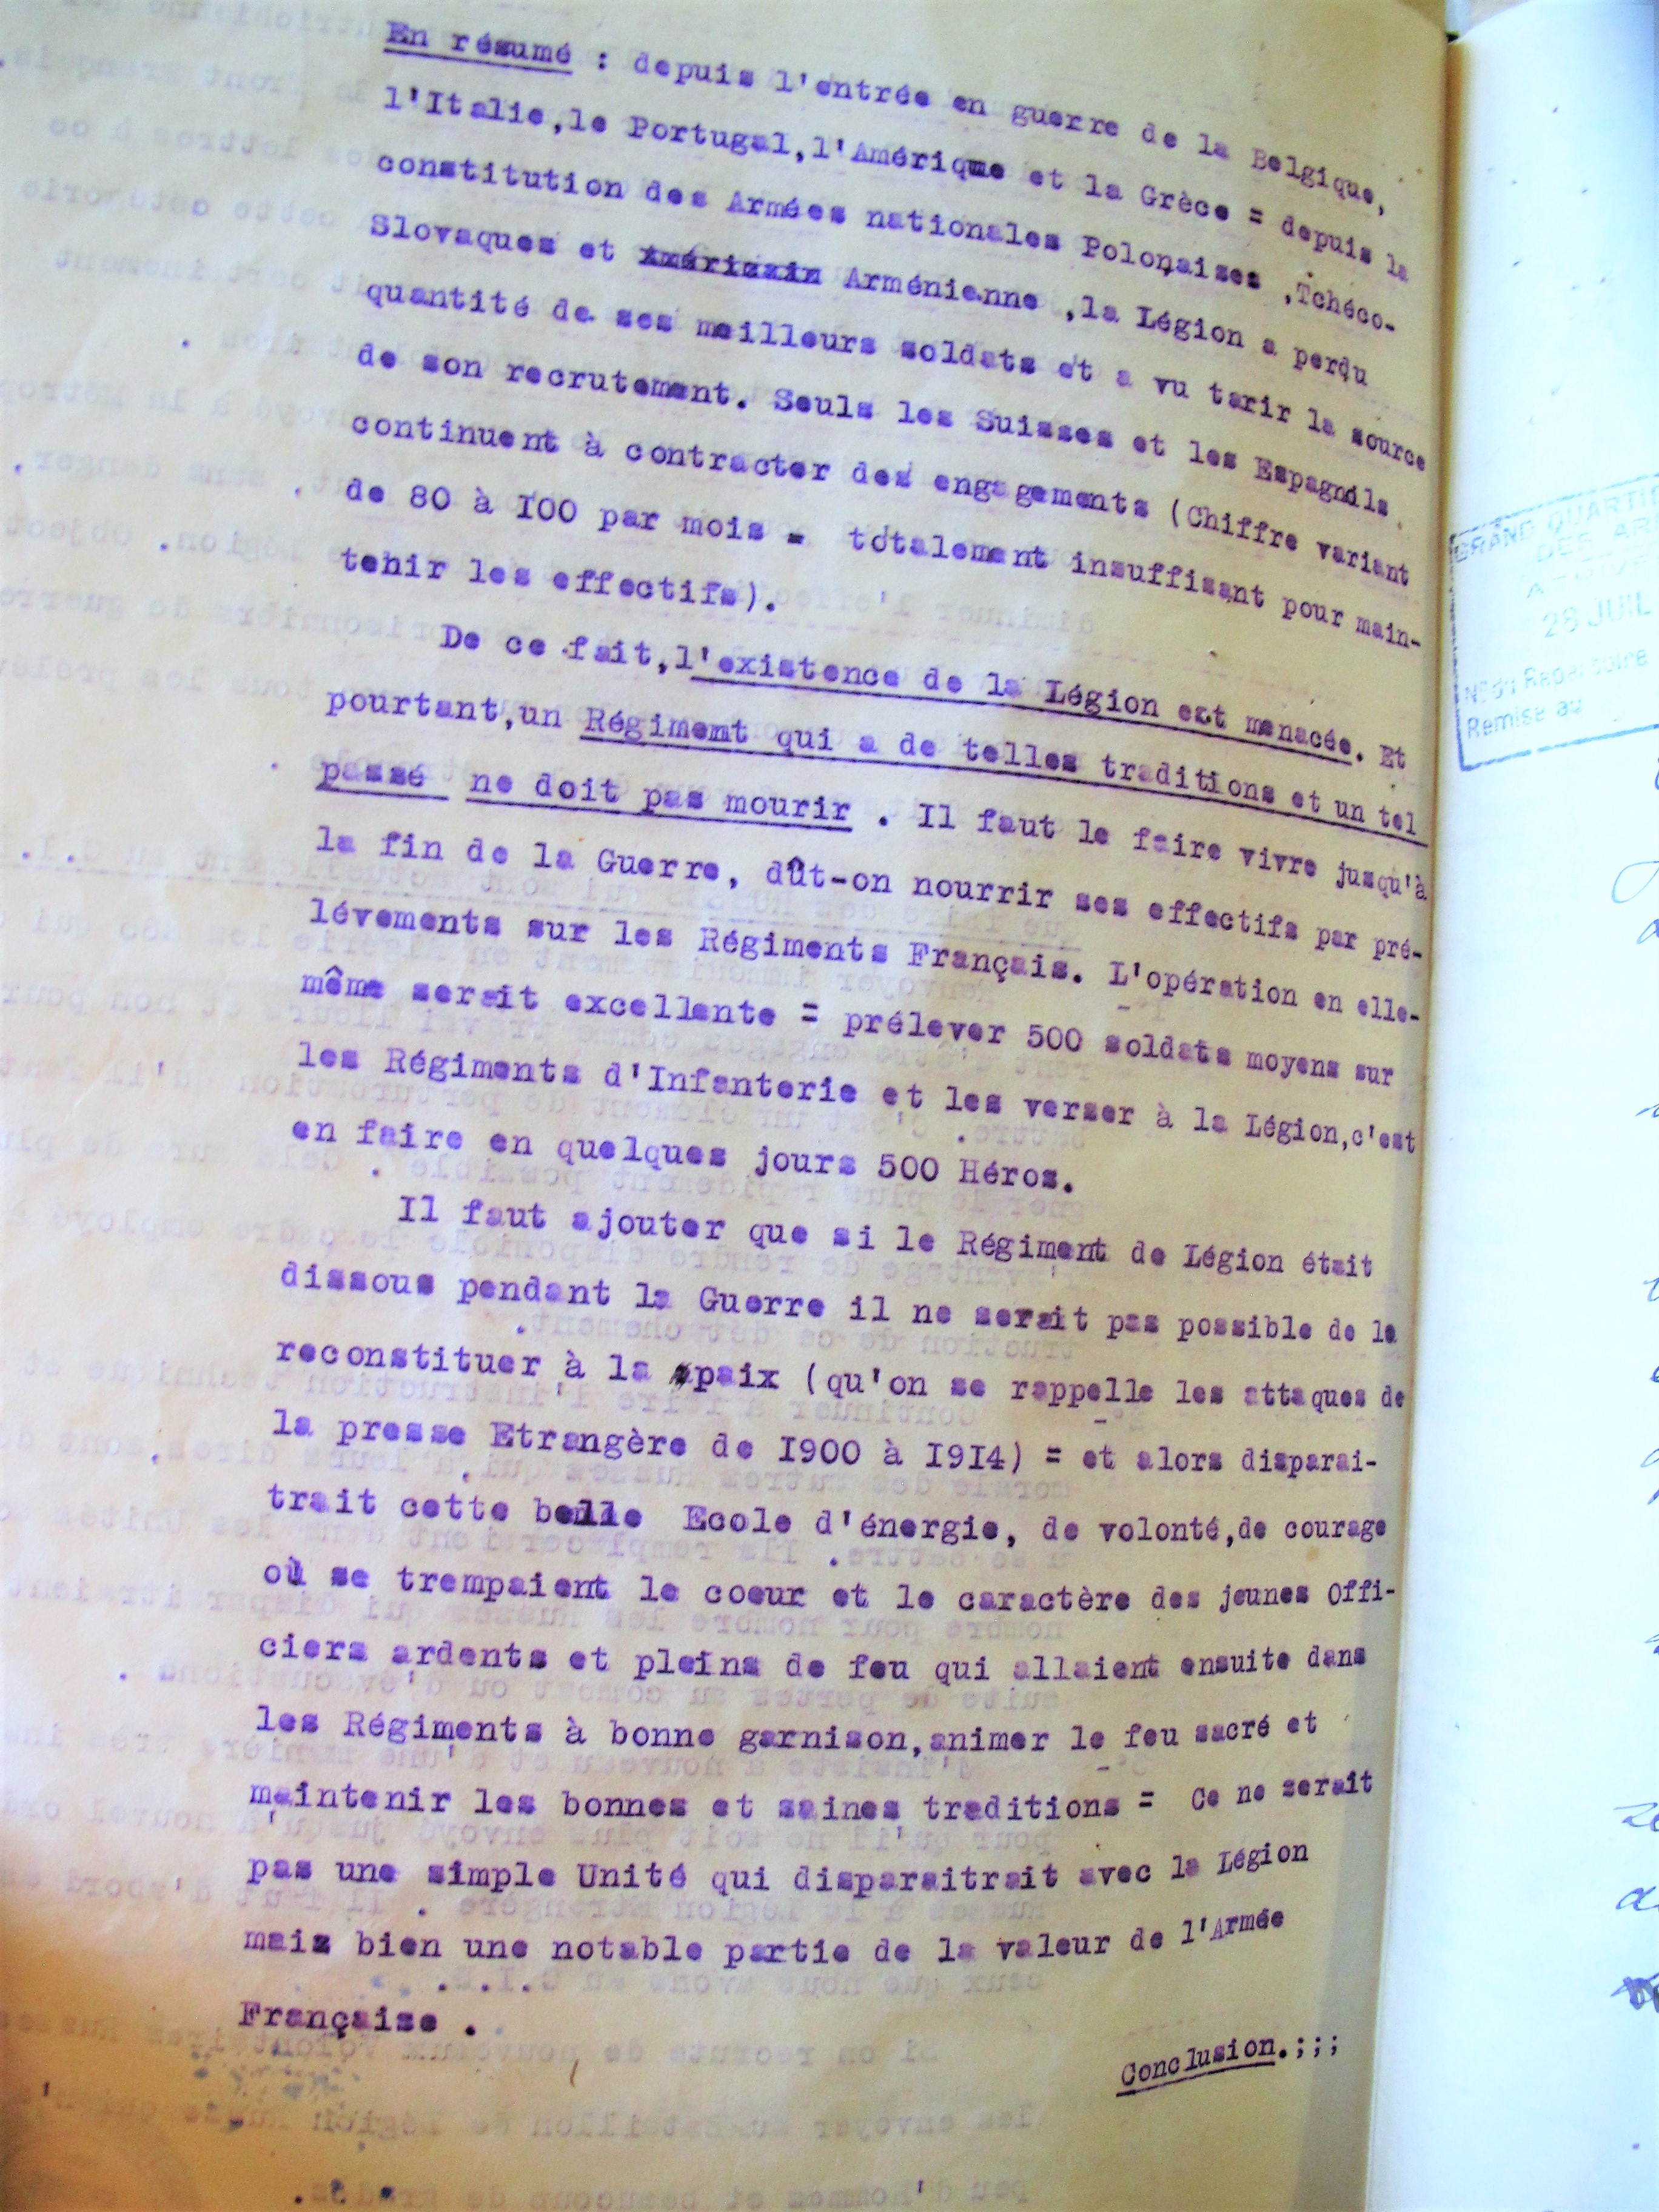 En résumé : depuis l'entrée en guerre de la Belgique,
l'Italie,le Portugal,l'Amérique et la Grèce = depuis la
constitution des Armées nationales Polonaises ,Tchéco-
Slovaques et Arménienne ,la Légion a perdu
quantité de ses meilleurs soldats et a vu tarir la source
de son recrutement. Seuls les Suisses et les Espagnols
continuent à contracter des engagements (Chiffre variant
de 80 à I00 par mois = totalement insuffisant pour main-
tenir les effectifs).
De ce fait,l'existence de la Légion est menacée. Et
pourtant,un Régiment qui a de telles traditions et un tel
passé ne doit pas mourir . Il faut le faire vivre jusqu'à
la fin de la Guerre, dût-on nourrir ses effectifs par pré-
lévements sur les Régiments Français. L'opération en elle-
même serait excellente = prélever 500 soldats moyens sur
les Régiments d'Infanterie et les verser à la Légion,c'est
en faire en quelques jours 500 Héros.
Il faut ajouter que si le Régiment de Légion était
dissous pendant la Guerre il ne serait pas possible de le
reconstituer à la paix (qu'on se rappelle les attaques de
la presse Etrangère de I900 à I9I4) = et alors disparai-
trait cette belle Ecole d'énergie, de volonté,de courage
où se trempaient le coeur et le caractère des jeunes Offi-
ciers ardents et pleins de feu qui allaient ensuite dans
les Régiments à bonne garnison,animer le feu sacré et
maintenir les bonnes et saines traditions = Ce ne serait
pas une simple Unité qui disparaitrait avec la Légion
mais bien une notable partie de la valeur de l'Armée
Française .
Conclusion.;;;
GRAND QUARTI
DES AR
28 JUIL
N° du Répertoire
Remise au